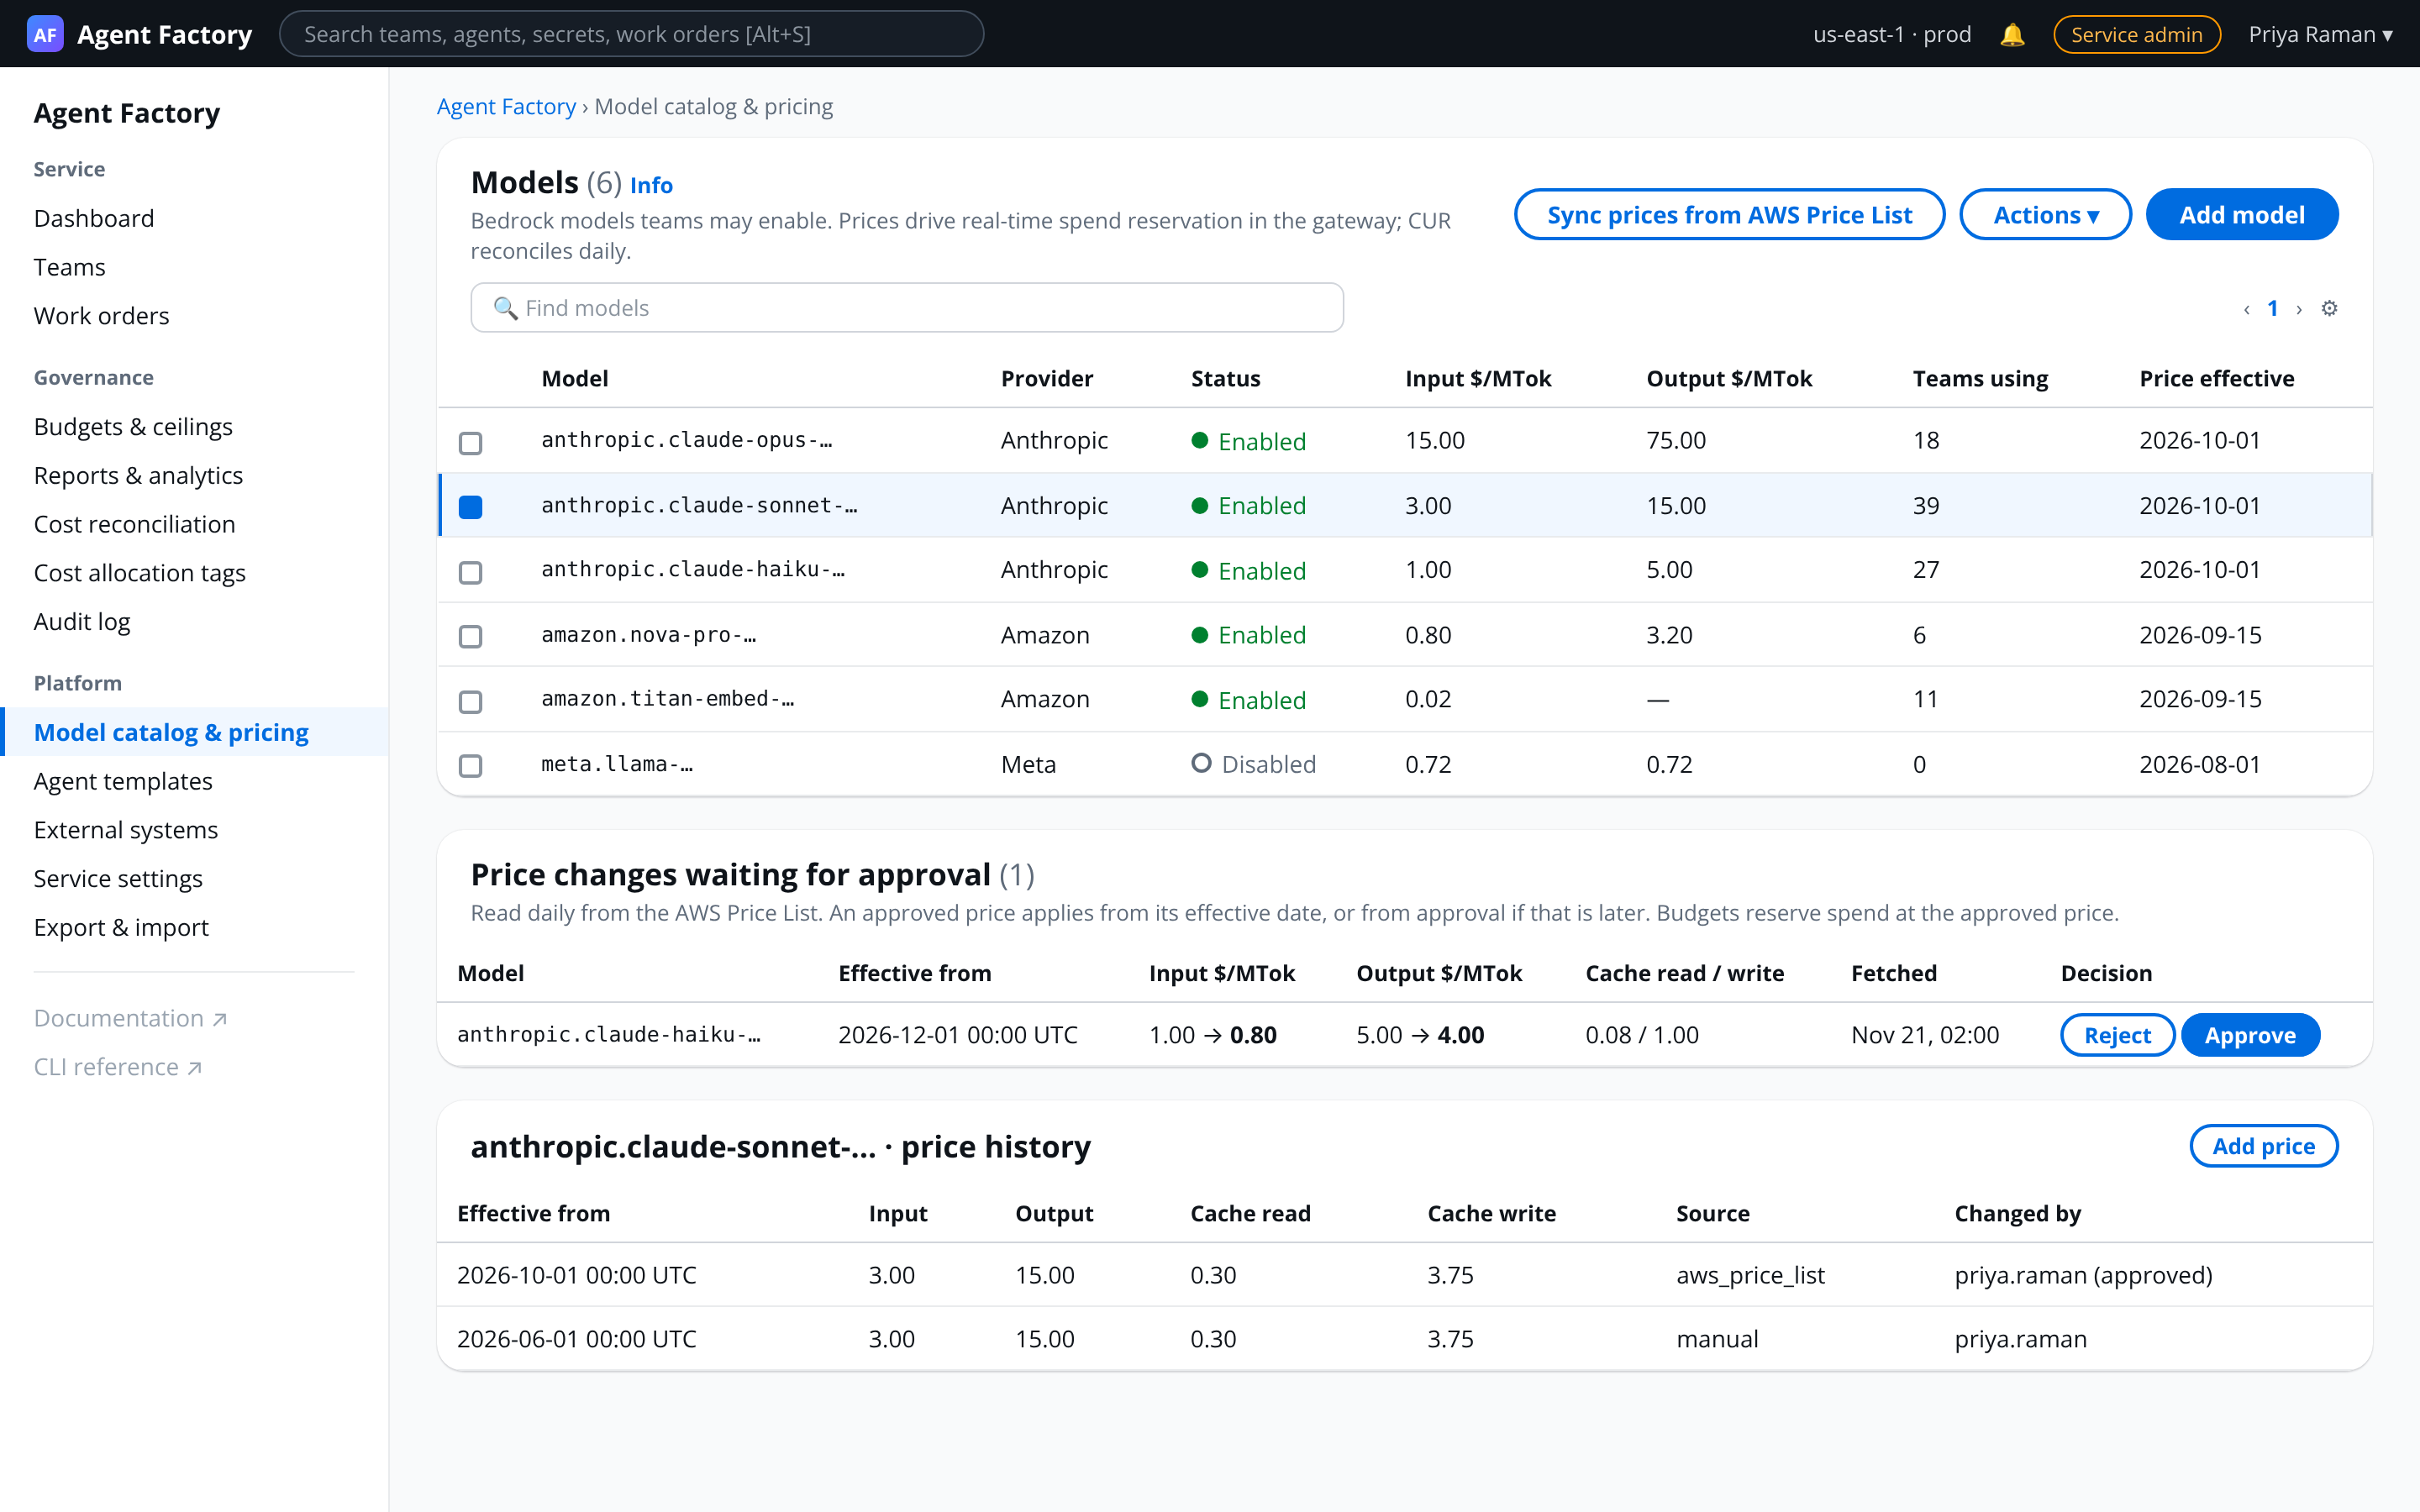 AF Agent Factory Search teams, agents, secrets, work orders [Alt+S] us-east-1 · prod 🔔 Service admin Priya Raman ▾
Agent Factory
Service
Dashboard
Teams
Work orders
Governance
Budgets & ceilings
Reports & analytics
Cost reconciliation
Cost allocation tags
Audit log
Platform
Model catalog & pricing
Agent templates
External systems
Service settings
Export & import
Documentation ↗
CLI reference ↗
Agent Factory › Model catalog & pricing
Models (6) Info
Bedrock models teams may enable. Prices drive real-time spend reservation in the gateway; CUR
reconciles daily.
Sync prices from AWS Price List Actions ▾ Add model
🔍 Find models ‹ 1 › ⚙
Model Provider Status Input $/MTok Output $/MTok Teams using Price effective
anthropic.claude-opus-… Anthropic Enabled 15.00 75.00 18 2026-10-01
anthropic.claude-sonnet-… Anthropic Enabled 3.00 15.00 39 2026-10-01
anthropic.claude-haiku-… Anthropic Enabled 1.00 5.00 27 2026-10-01
amazon.nova-pro-… Amazon Enabled 0.80 3.20 6 2026-09-15
amazon.titan-embed-… Amazon Enabled 0.02 — 11 2026-09-15
meta.llama-… Meta Disabled 0.72 0.72 0 2026-08-01
Price changes waiting for approval (1)
Read daily from the AWS Price List. An approved price applies from its effective date, or from approval if that is later. Budgets reserve spend at the approved price.
Model Effective from Input $/MTok Output $/MTok Cache read / write Fetched Decision
anthropic.claude-haiku-… 2026-12-01 00:00 UTC 1.00 → 0.80 5.00 → 4.00 0.08 / 1.00 Nov 21, 02:00 Reject Approve
anthropic.claude-sonnet-… · price history Add price
Effective from Input Output Cache read Cache write Source Changed by
2026-10-01 00:00 UTC 3.00 15.00 0.30 3.75 aws_price_list priya.raman (approved)
2026-06-01 00:00 UTC 3.00 15.00 0.30 3.75 manual priya.raman